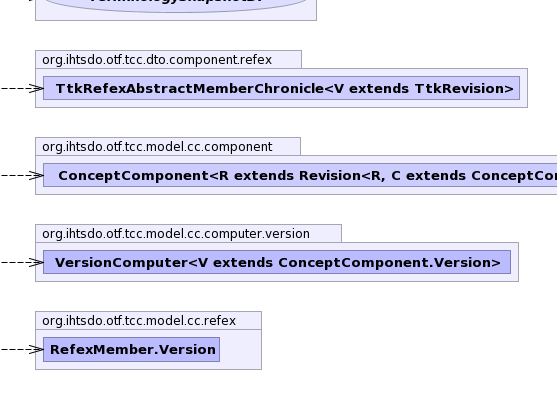 org.ihtsdo.otf.tcc.dto.component.refex
TtkRefexAbstractMemberChronicle<V extends TtkRevision>
org.ihtsdo.otf.tcc.model.cc.component
ConceptComponent<R extends Revision<R, C extends ConceptCo
org.ihtsdo.otf.tcc.model.cc.computer.version
VersionComputer<V extends ConceptComponent.Version>
org.ihtsdo.otf.tcc.model.cc.refex
RefexMember.Version